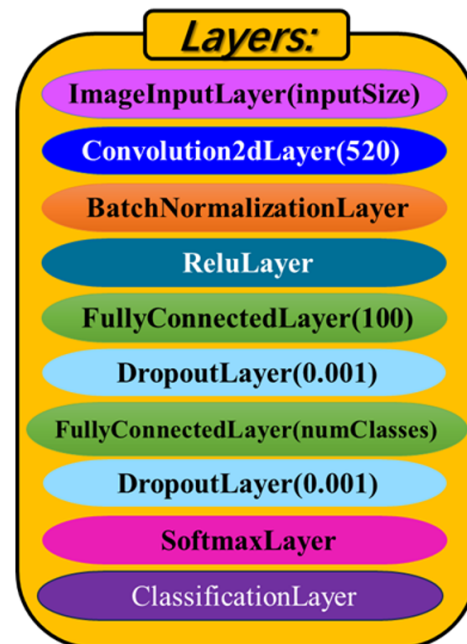 Layers:
ImageInputLayer(inputSize)
Convolution2dLayer(520)
BatchNormalizationLayer
ReluLayer
FullyConnectedLayer(100)
DropoutLayer(0.001)
FullyConnectedLayer(numClasses)
DropoutLayer(0.001)
SoftmaxLayer
ClassificationLayer